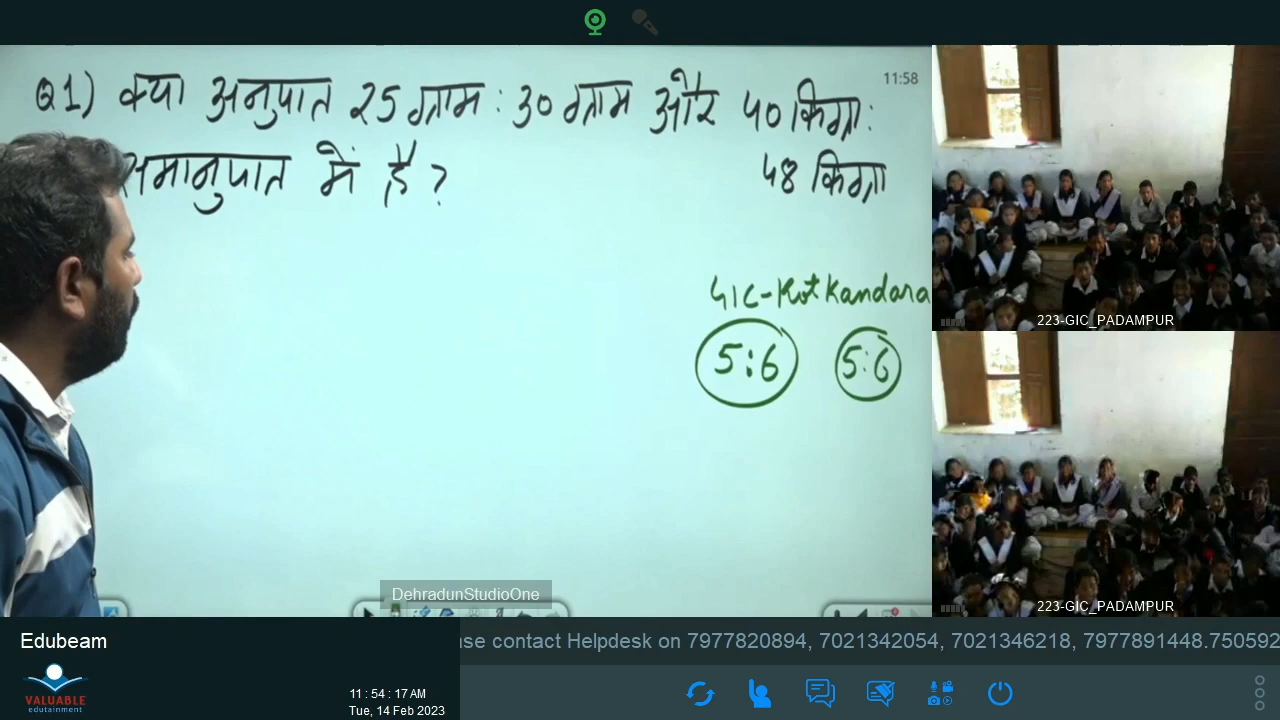 Q1) क्या अनुपात 25 ग्राम : 30 ग्राम और 40 किग्रा :
48 किग्रा
समानुपात में है ?
11:58
GIC-Kot Kandara
5:6 5:6
223-GIC_PADAMPUR
223-GIC_PADAMPUR
DehradunStudioOne
Edubeam
contact Helpdesk on 7977820894, 7021342054, 7021346218, 7977891448.750592
VALUABLE
edutainment
11 : 54 : 17 AM
Tue, 14 Feb 2023